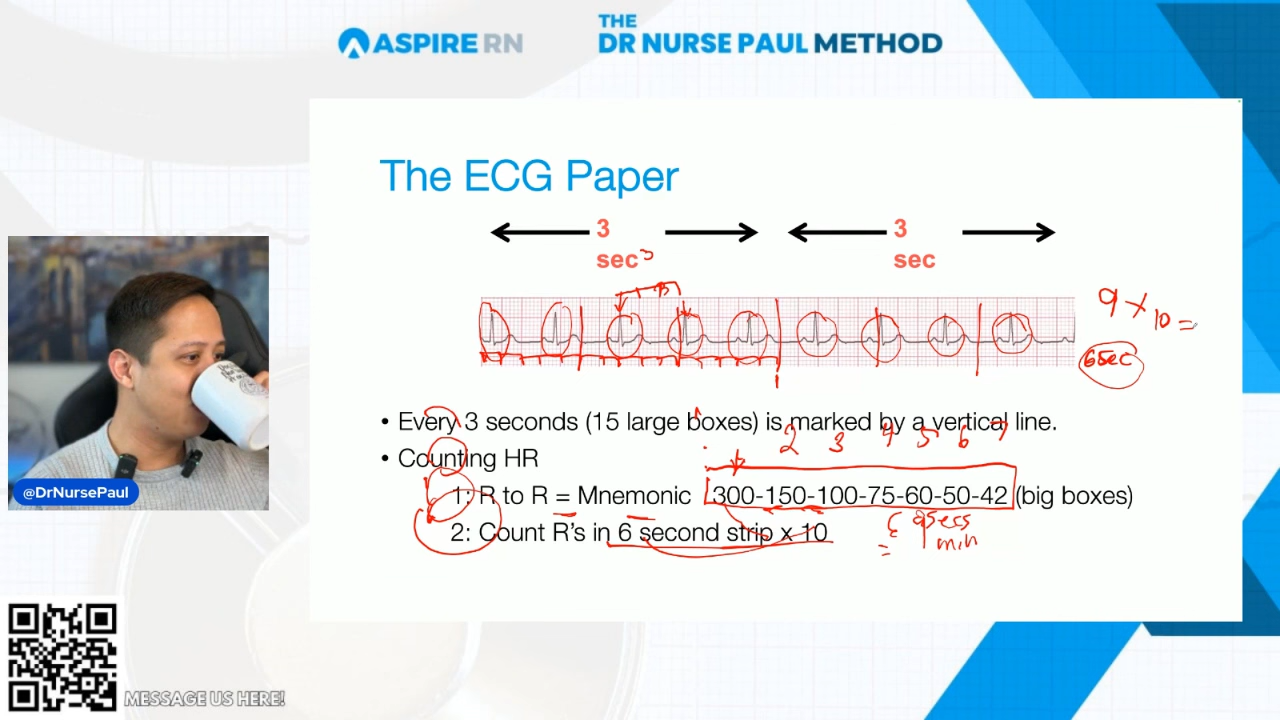 ASPIRE RN
THE
DR NURSE PAUL METHOD
The ECG Paper
3
sec
3
sec
9 x 10 =
6sec
• Every 3 seconds (15 large boxes) is marked by a vertical line.
2 3 4 5 6 7
• Counting HR
1: R to R = Mnemonic 300-150-100-75-60-50-42 (big boxes)
2: Count R's in 6 second strip x 10
min
@DrNursePaul
MESSAGE US HERE!